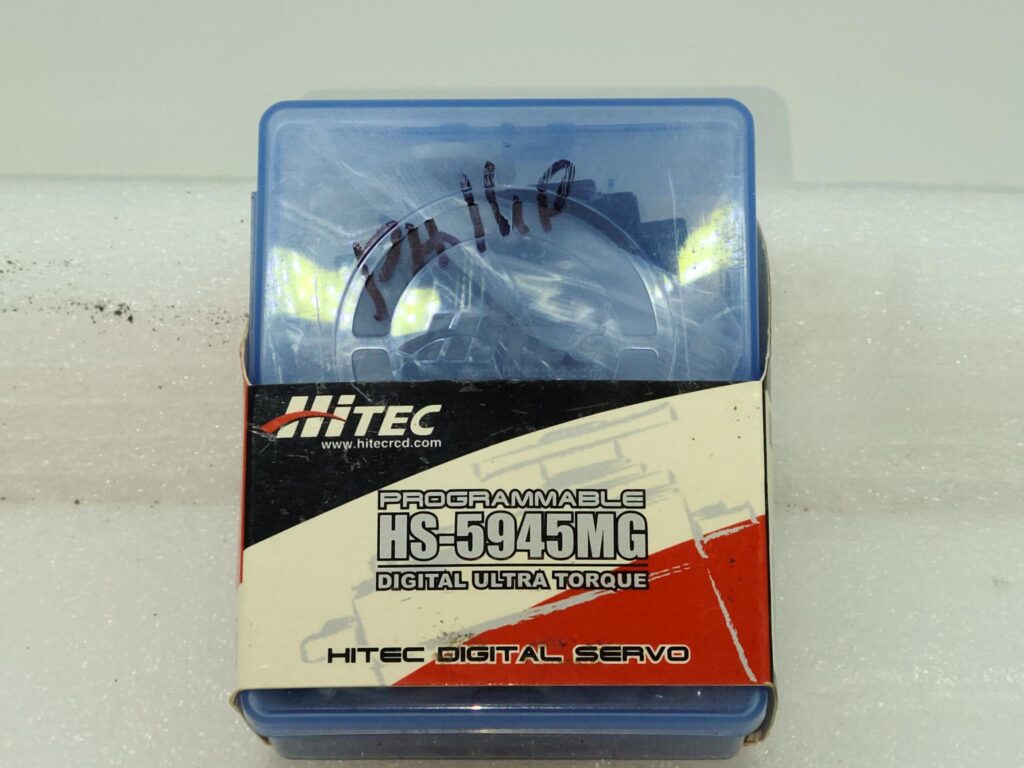 PHILIP
HiTEC
www.hitecrcd.com
PROGRAMMABLE
HS-5945MG
DIGITAL ULTRA TORQUE
HITEC DIGITAL SERVO